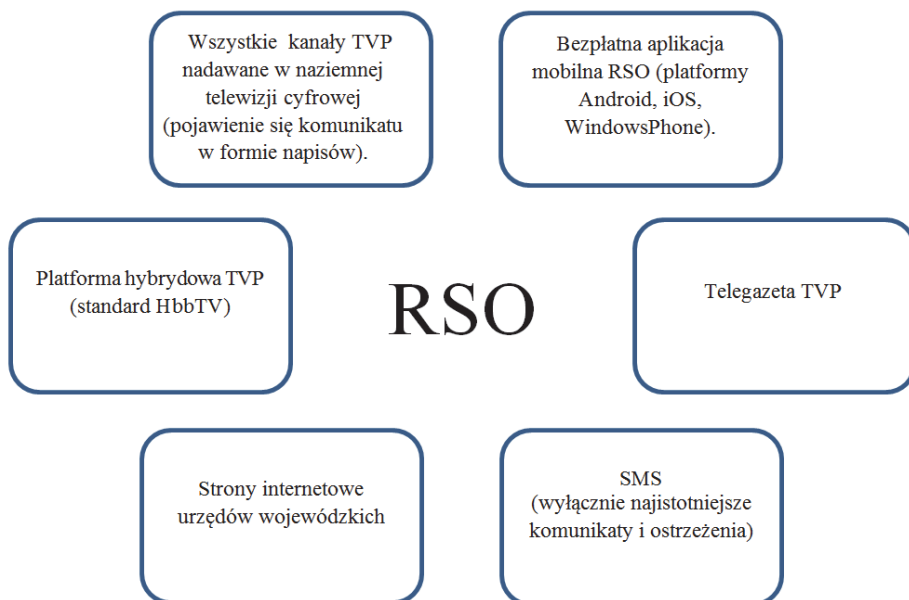 Wszystkie kanały TVP
nadawane w naziemnej
telewizji cyfrowej
(pojawienie się komunikatu
w formie napisów).
Bezpłatna aplikacja
mobilna RSO (platformy
Android, iOS,
WindowsPhone).
Platforma hybrydowa TVP
(standard HbbTV)
RSO
Telegazeta TVP
Strony internetowe
urzędów wojewódzkich
SMS
(wyłącznie najistotniejsze
komunikaty i ostrzeżenia)